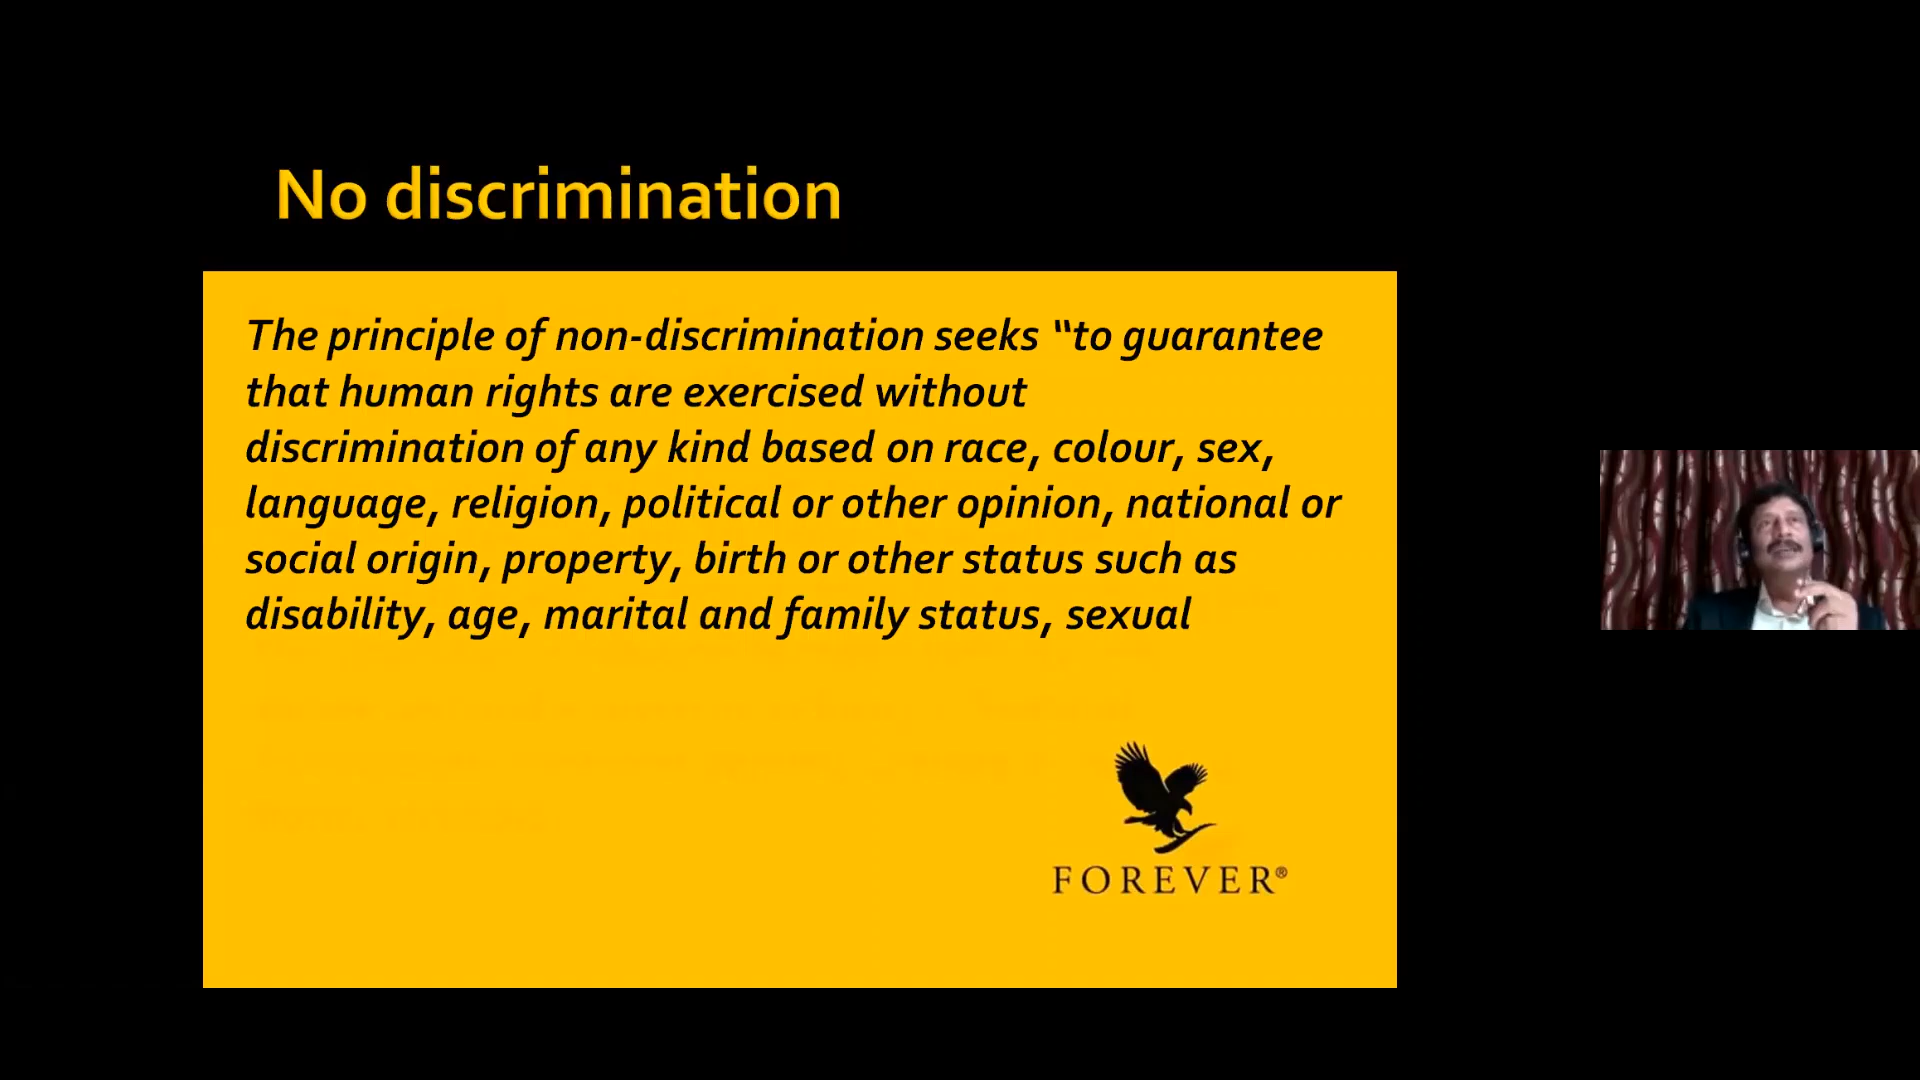 No discrimination
The principle of non-discrimination seeks “to guarantee
that human rights are exercised without
discrimination of any kind based on race, colour, sex,
language, religion, political or other opinion, national or
social origin, property, birth or other status such as
disability, age, marital and family status, sexual
FOREVER®